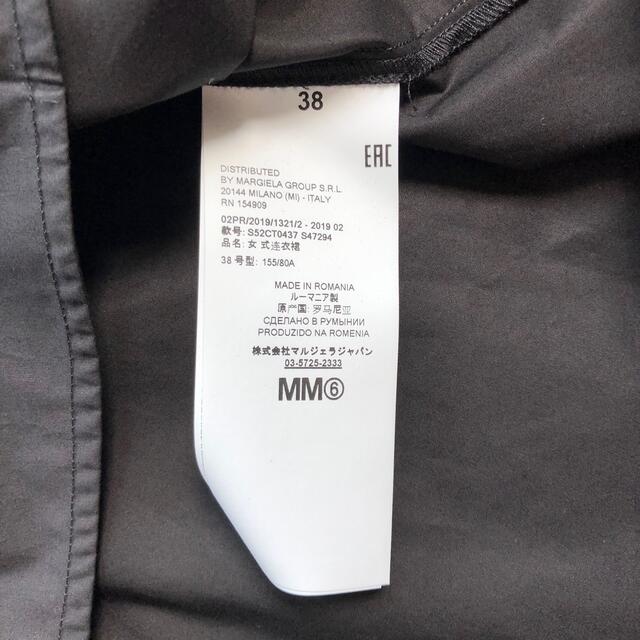 38
EAC
DISTRIBUTED
BY MARGIELA GROUP S.R.L.
20144 MILANO (MI) - ITALY
RN 154909
02PR/2019/1321/2 - 2019 02
款号: S52CT0437 S47294
品名: 女 式连衣裙
38 号型: 155/80A
MADE IN ROMANIA
ルーマニア製
原产国: 罗马尼亚
СДЕЛАНО В РУМЫНИИ
PRODUZIDO NA ROMENIA
株式会社マルジェラジャパン
03-5725-2333
MM⑥